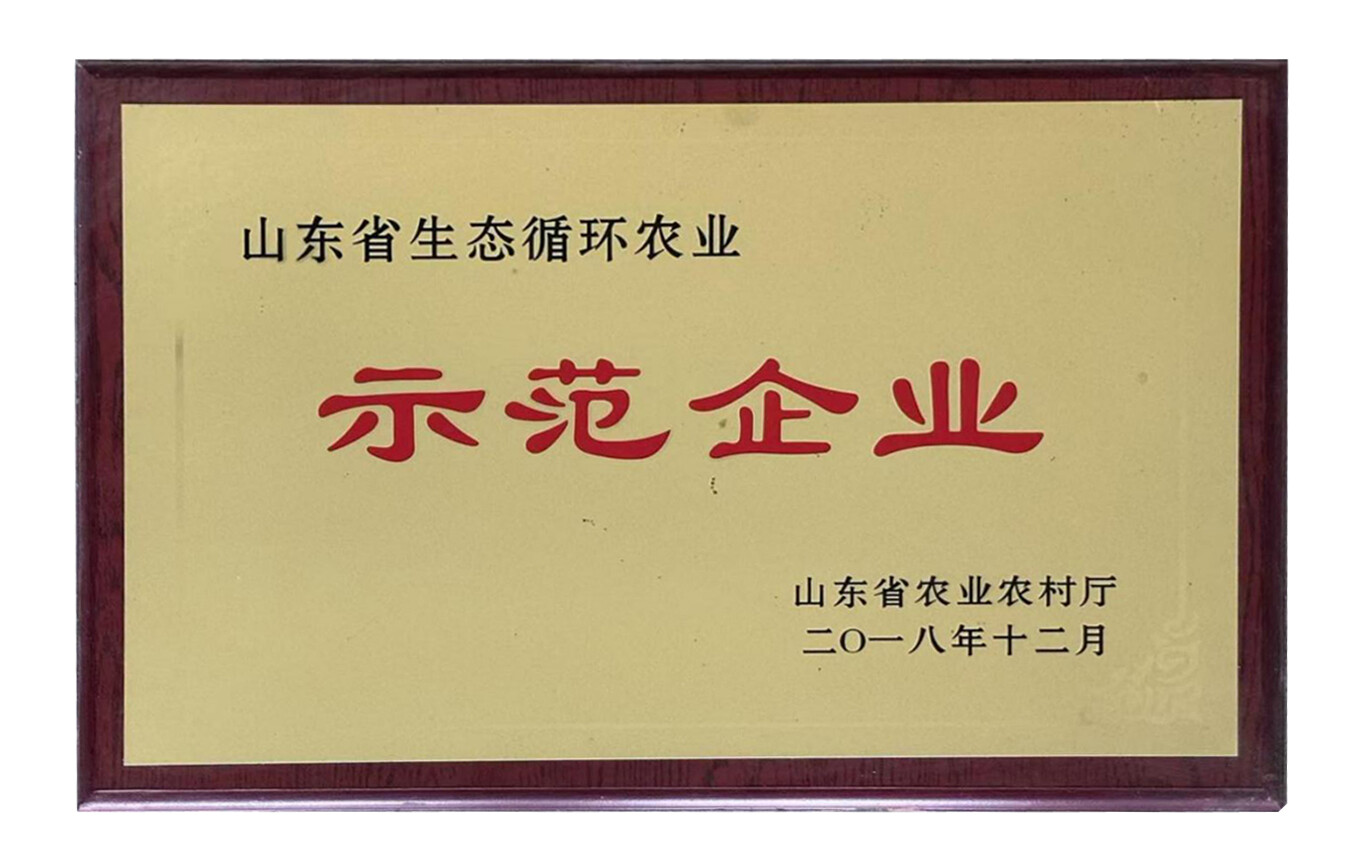 山东省生态循环农业
示范企业
山东省农业农村厅
二〇一八年十二月